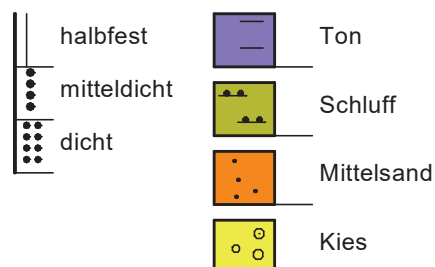 halbfest
mitteldicht
dicht
Ton
Schluff
Mittelsand
Kies